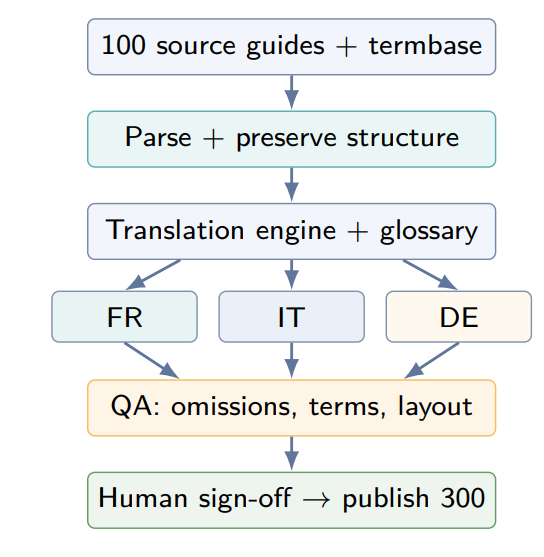 100 source guides + termbase
Parse + preserve structure
Translation engine + glossary
FR
IT
DE
QA: omissions, terms, layout
Human sign-off → publish 300